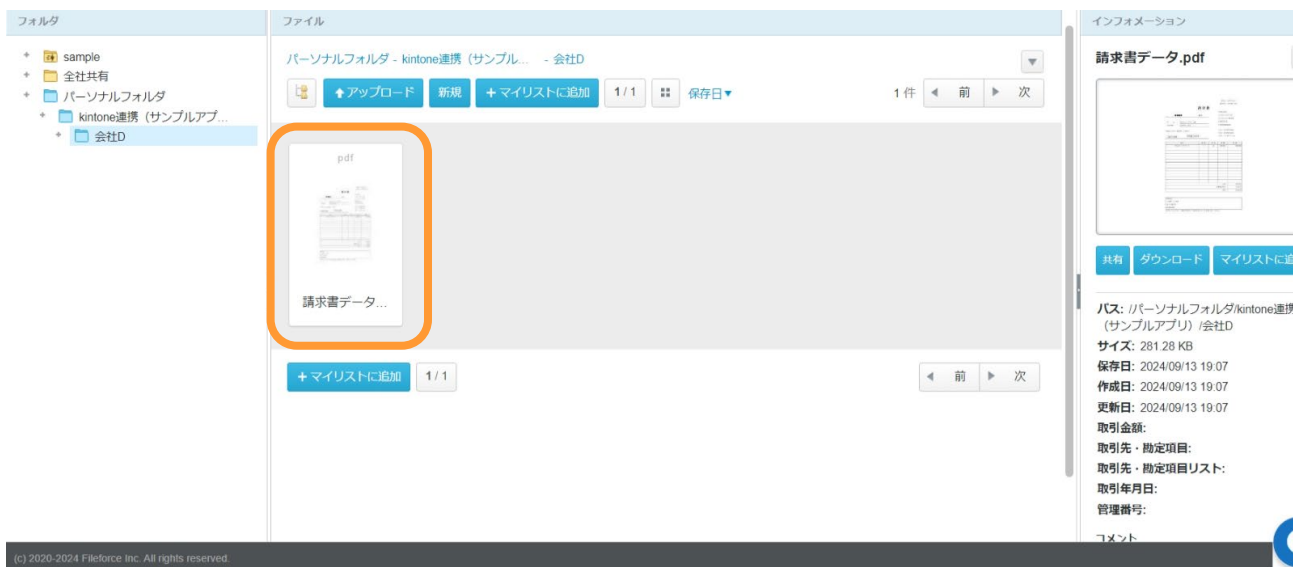 フォルダ
sample
全社共有
パーソナルフォルダ
kintone連携（サンプルアプ...
会社D
ファイル
パーソナルフォルダ - kintone連携（サンプル... - 会社D
アップロード 新規 +マイリストに追加 1/1 保存日▼ 1件 ◀ 前 ▶ 次
pdf
請求書データ...
+マイリストに追加 1/1 ◀ 前 ▶ 次
インフォメーション
請求書データ.pdf
共有 ダウンロード マイリストに追
パス: /パーソナルフォルダ/kintone連携
（サンプルアプリ）/会社D
サイズ: 281.28 KB
保存日: 2024/09/13 19:07
作成日: 2024/09/13 19:07
更新日: 2024/09/13 19:07
取引金額:
取引先・勘定項目:
取引先・勘定項目リスト:
取引年月日:
管理番号:
コメント
(c) 2020-2024 Fileforce Inc. All rights reserved.